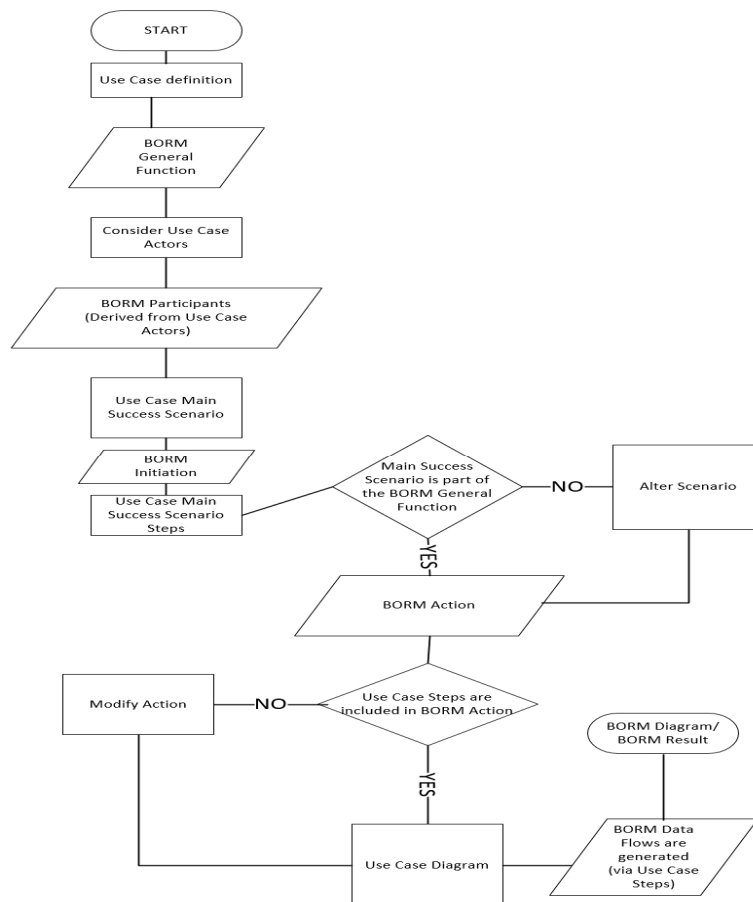 START
Use Case definition
BORM
General
Function
Consider Use Case
Actors
BORM Participants
(Derived from Use Case
Actors)
Use Case Main
Success Scenario
BORM
Initiation
Use Case Main
Success Scenario
Steps
Main Success
Scenario is part of
the BORM General
Function
NO
Alter Scenario
YES
BORM Action
Use Case Steps are
included in BORM Action
NO
Modify Action
YES
Use Case Diagram
BORM Data
Flows are
generated
(via Use Case
Steps)
BORM Diagram/
BORM Result